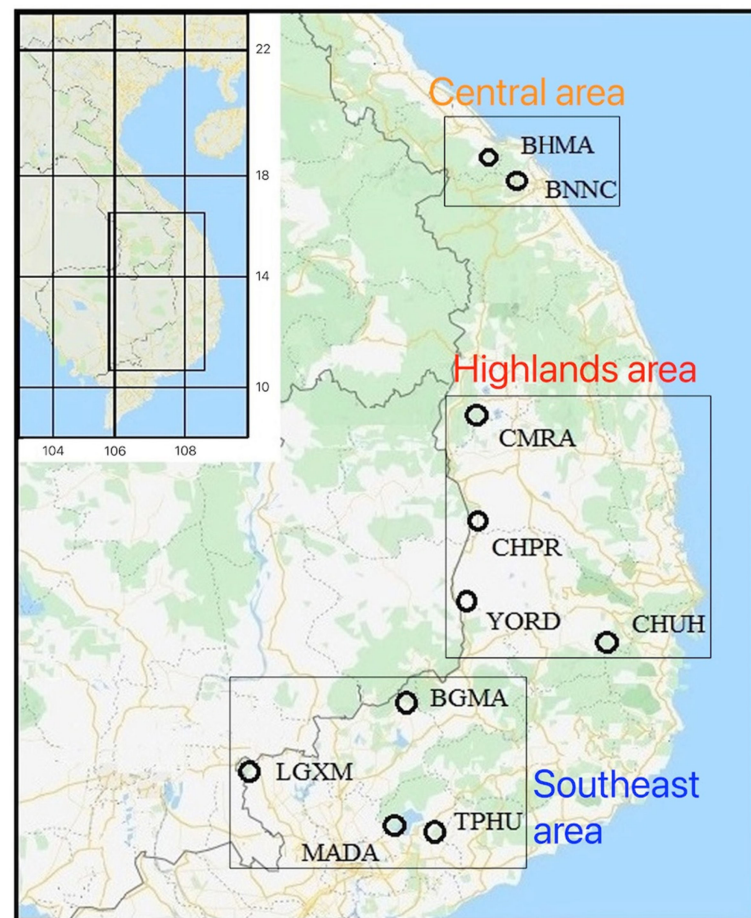 22
18
14
10
104 106 108
Central area
BHMA
BNNC
Highlands area
CMRA
CHPR
YORD
CHUH
BGMA
LGXM
MADA
TPHU
Southeast
area